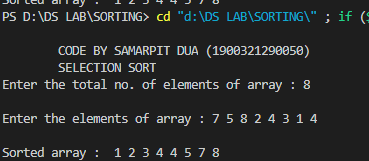 Sorted array :  1 2 3 4 4 5 7 8
PS D:\DS LAB\SORTING> cd "d:\DS LAB\SORTING\" ; if ($
CODE BY SAMARPIT DUA (1900321290050)
SELECTION SORT
Enter the total no. of elements of array : 8
Enter the elements of array : 7 5 8 2 4 3 1 4
Sorted array :  1 2 3 4 4 5 7 8